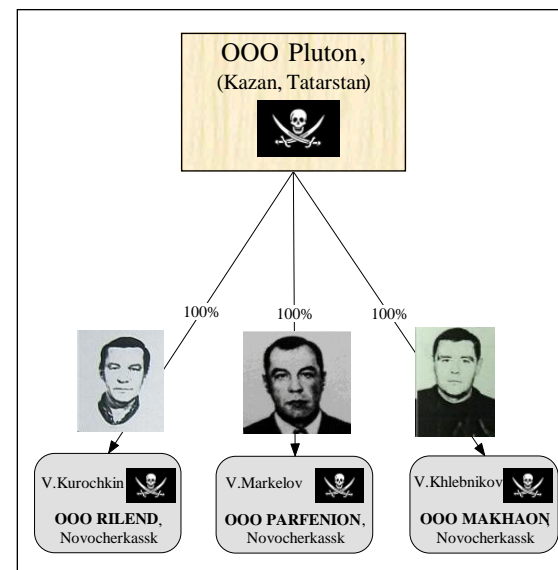 OOO Pluton,
(Kazan, Tatarstan)
100%
100%
100%
V.Kurochkin
OOO RILEND,
Novocherkassk
V.Markelov
OOO PARFENION,
Novocherkassk
V.Khlebnikov
OOO MAKHAON,
Novocherkassk